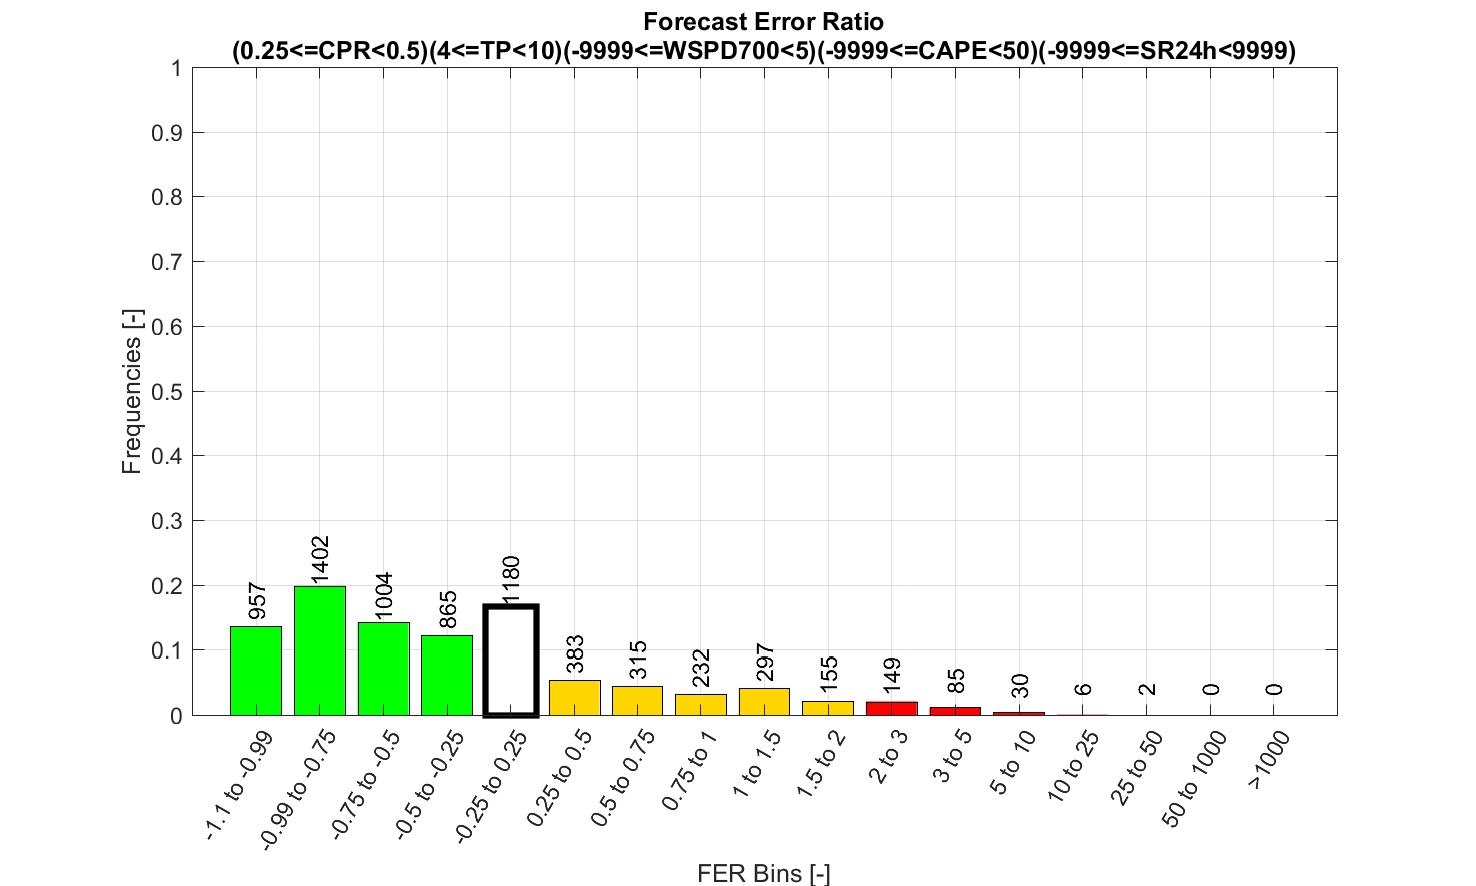 Forecast Error Ratio
(0.25<=CPR<0.5)(4<=TP<10)(-9999<=WSPD700<5)(-9999<=CAPE<50)(-9999<=SR24h<9999)
1
0.9
0.8
0.7
0.6
0.5
0.4
0.3
0.2
0.1
0
Frequencies [-]
957
1402
1004
865
1180
383
315
232
297
155
149
85
30
6
2
0
0
-1.1 to -0.99
-0.99 to -0.75
-0.75 to -0.5
-0.5 to -0.25
-0.25 to 0.25
0.25 to 0.5
0.5 to 0.75
0.75 to 1
1 to 1.5
1.5 to 2
2 to 3
3 to 5
5 to 10
10 to 25
25 to 50
50 to 1000
>1000
FER Bins [-]